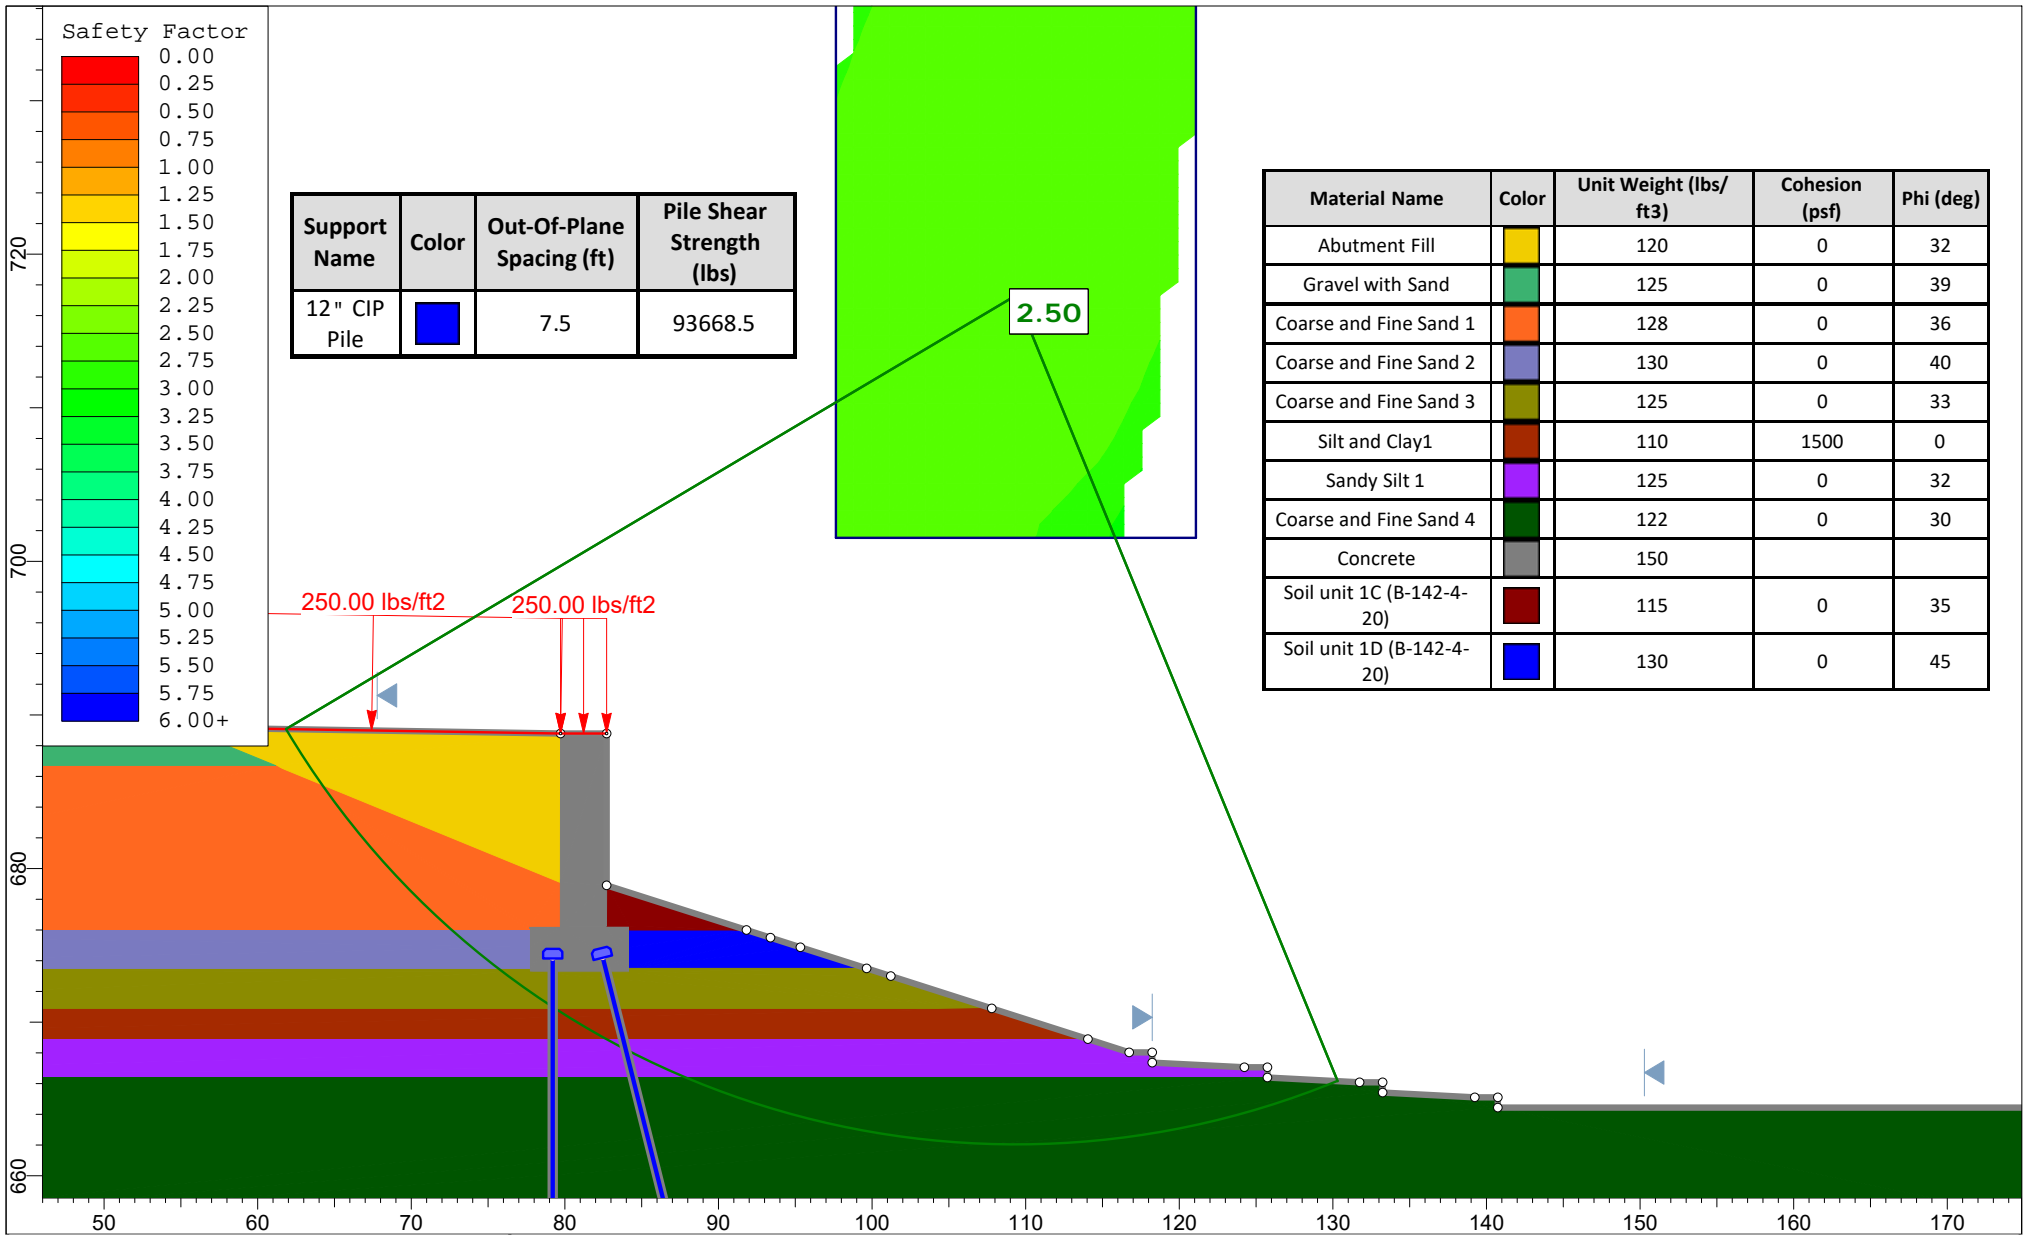 Safety Factor
0.00
0.25
0.50
0.75
1.00
1.25
1.50
1.75
2.00
2.25
2.50
2.75
3.00
3.25
3.50
3.75
4.00
4.25
4.50
4.75
5.00
5.25
5.50
5.75
6.00+
Support Name Color Out-Of-Plane Spacing (ft) Pile Shear Strength (lbs)
12" CIP Pile 7.5 93668.5
2.50
Material Name Color Unit Weight (lbs/ft3) Cohesion (psf) Phi (deg)
Abutment Fill 120 0 32
Gravel with Sand 125 0 39
Coarse and Fine Sand 1 128 0 36
Coarse and Fine Sand 2 130 0 40
Coarse and Fine Sand 3 125 0 33
Silt and Clay1 110 1500 0
Sandy Silt 1 125 0 32
Coarse and Fine Sand 4 122 0 30
Concrete 150
Soil unit 1C (B-142-4-20) 115 0 35
Soil unit 1D (B-142-4-20) 130 0 45
250.00 lbs/ft2 250.00 lbs/ft2
720
700
680
660
50 60 70 80 90 100 110 120 130 140 150 160 170